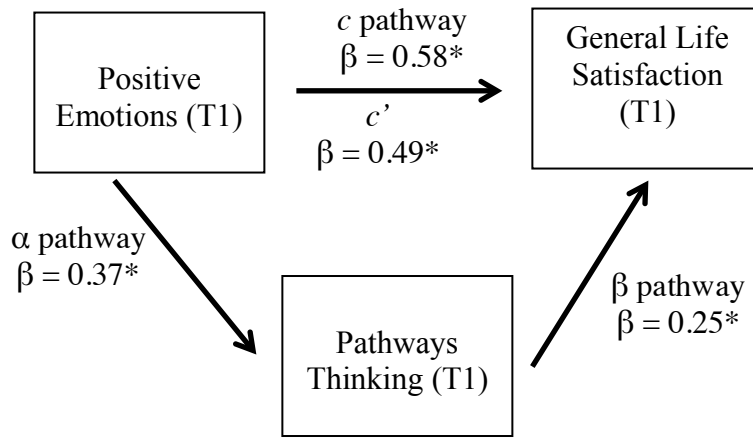 Positive
Emotions (T1)
c pathway
β = 0.58*
c’
β = 0.49*
General Life
Satisfaction
(T1)
α pathway
β = 0.37*
Pathways
Thinking (T1)
β pathway
β = 0.25*